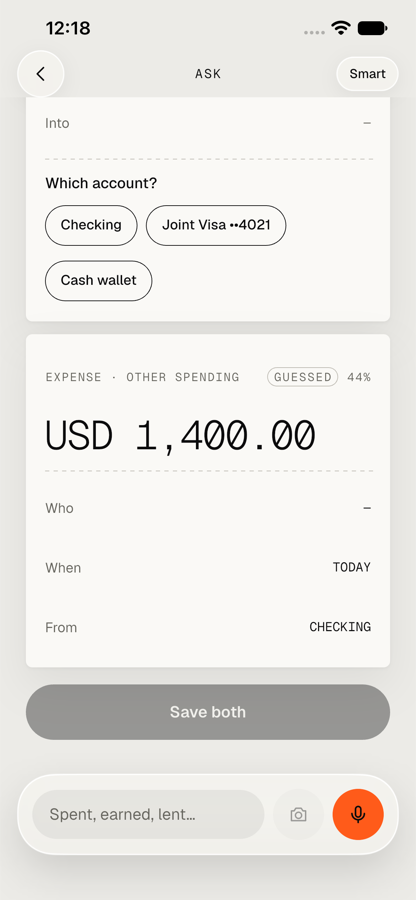 12:18
ASK
Smart
Into –
Which account?
Checking
Joint Visa ••4021
Cash wallet
EXPENSE · OTHER SPENDING GUESSED 44%
USD 1,400.00
Who –
When TODAY
From CHECKING
Save both
Spent, earned, lent…